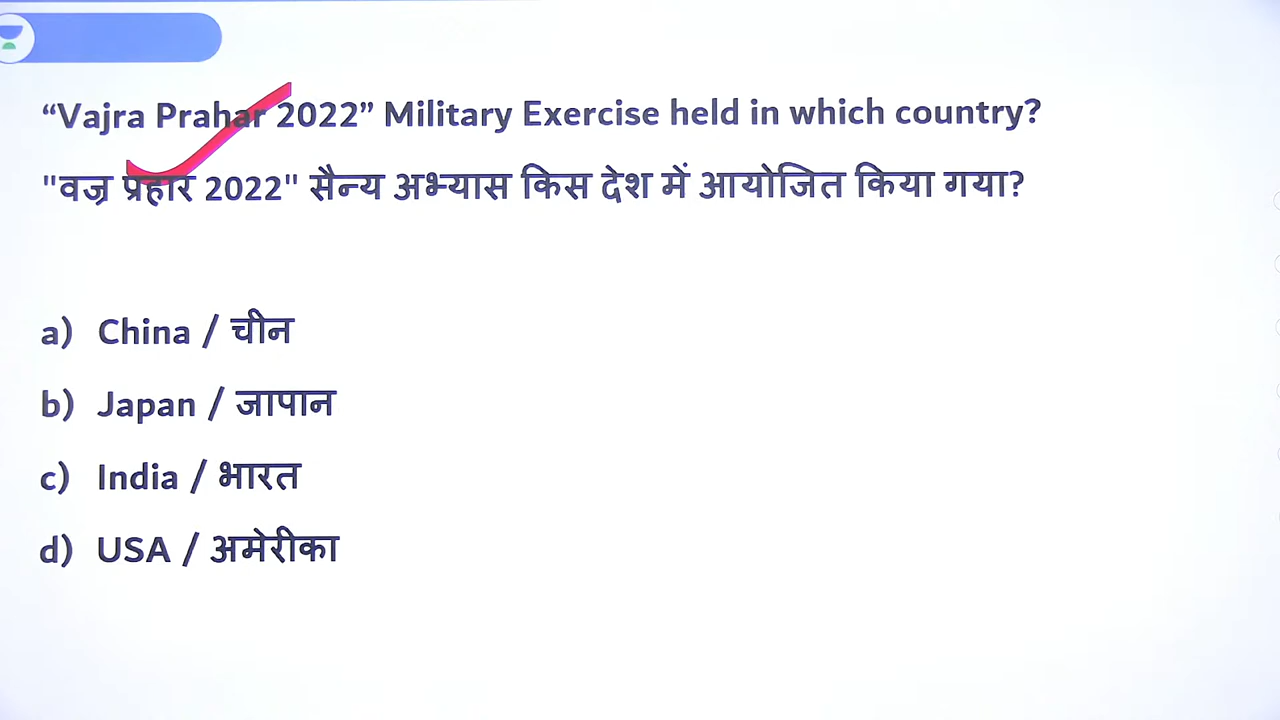 “Vajra Prahar 2022” Military Exercise held in which country?
"वज्र प्रहार 2022" सैन्य अभ्यास किस देश में आयोजित किया गया?
a) China / चीन
b) Japan / जापान
c) India / भारत
d) USA / अमेरीका